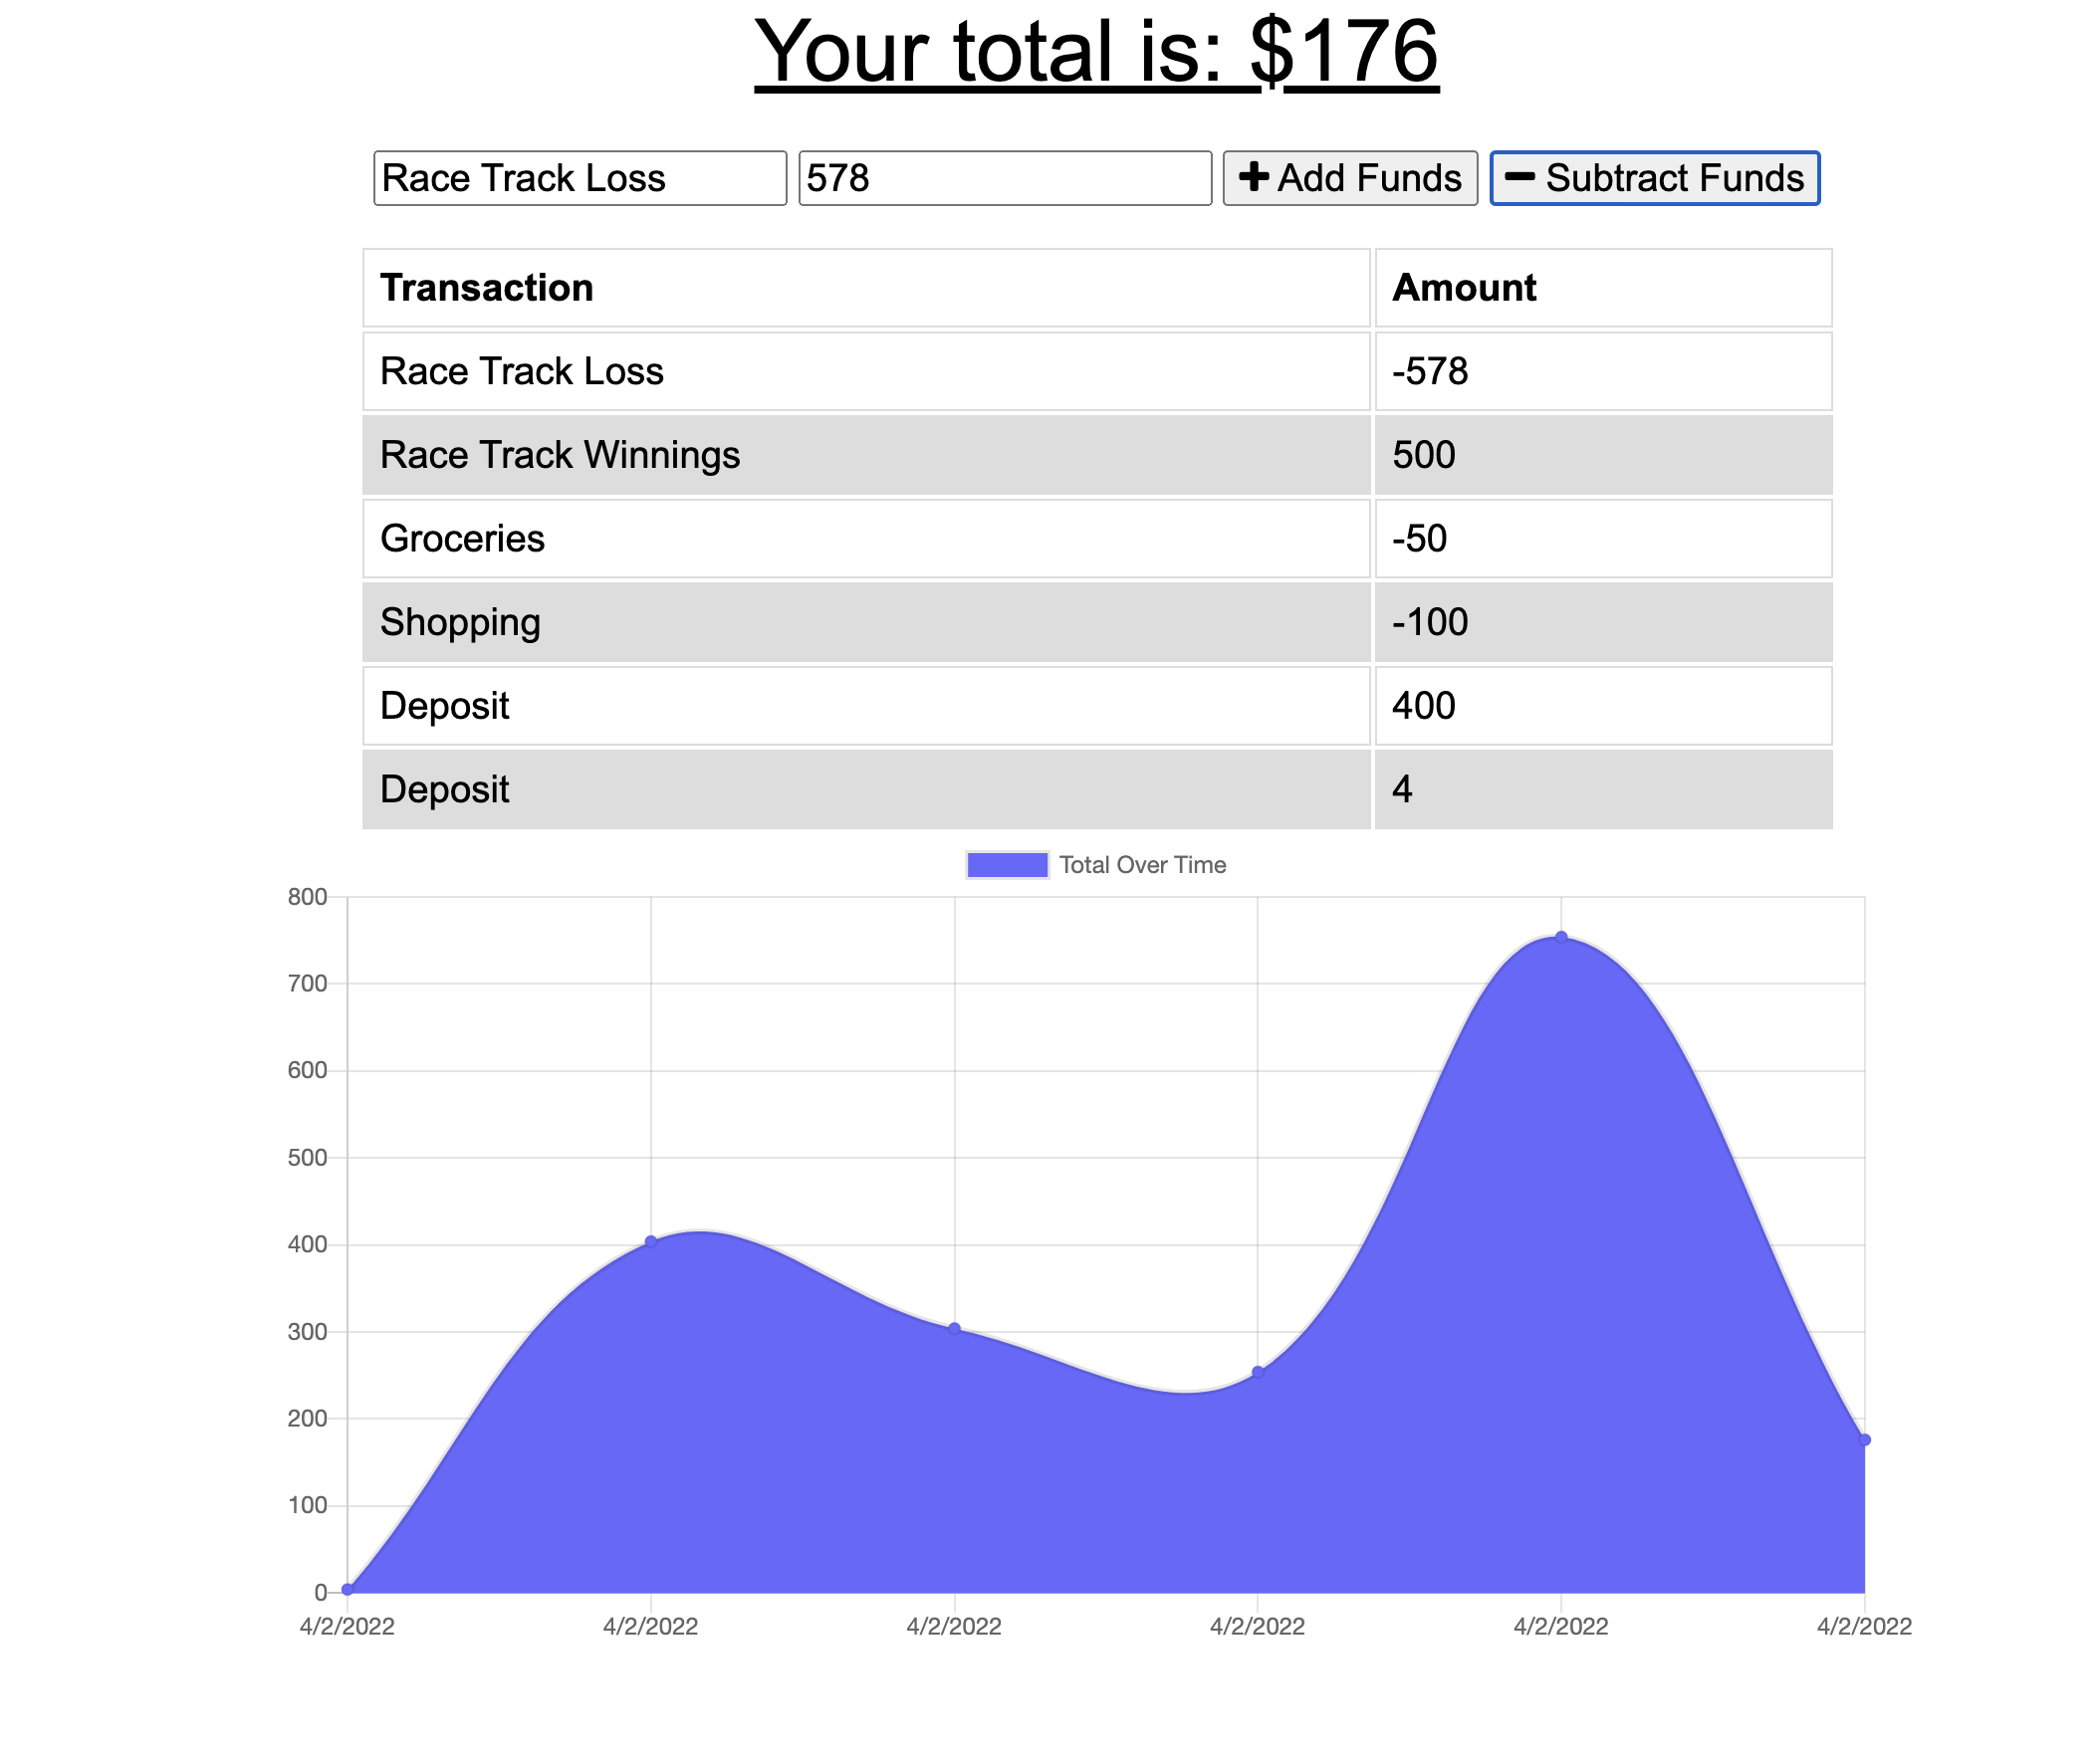 Your total is: $176
Race Track Loss 578 Add Funds Subtract Funds
Transaction Amount
Race Track Loss -578
Race Track Winnings 500
Groceries -50
Shopping -100
Deposit 400
Deposit 4
Total Over Time
800
700
600
500
400
300
200
100
0
4/2/2022 4/2/2022 4/2/2022 4/2/2022 4/2/2022 4/2/2022